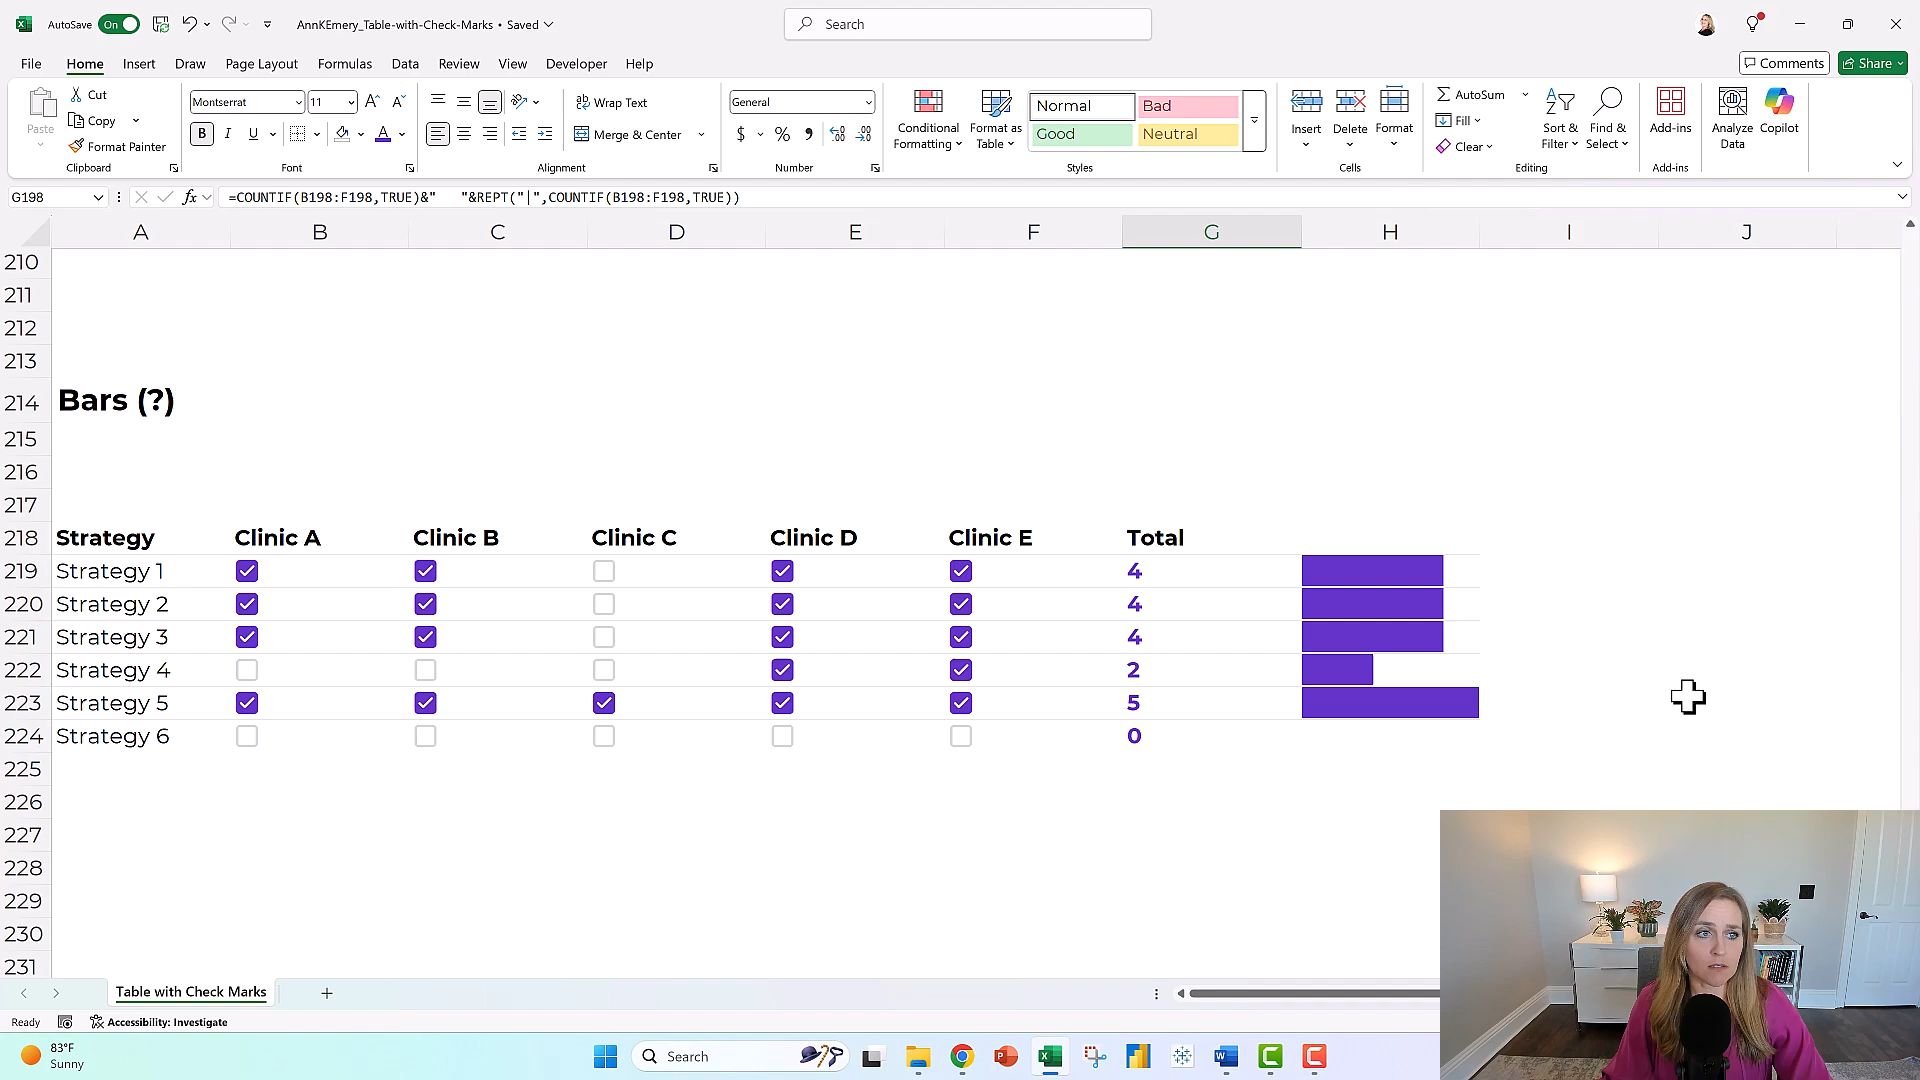 AutoSave On AnnKEmery_Table-with-Check-Marks • Saved Search
File Home Insert Draw Page Layout Formulas Data Review View Developer Help Comments Share
Paste Cut Copy Format Painter Clipboard
Montserrat 11 B I U A Font
Wrap Text Merge & Center Alignment
General $ % 9 Number
Conditional Formatting Format as Table Normal Bad Good Neutral Styles
Insert Delete Format Cells
AutoSum Fill Clear Sort & Filter Find & Select Editing
Add-ins Add-ins
Analyze Data Copilot
G198 fx =COUNTIF(B198:F198,TRUE)&"   "&REPT("|",COUNTIF(B198:F198,TRUE))
A B C D E F G H I J
210
211
212
213
214 Bars (?)
215
216
217
218 Strategy Clinic A Clinic B Clinic C Clinic D Clinic E Total
219 Strategy 1 4
220 Strategy 2 4
221 Strategy 3 4
222 Strategy 4 2
223 Strategy 5 5
224 Strategy 6 0
225
226
227
228
229
230
231
Table with Check Marks
Ready Accessibility: Investigate
83°F
Sunny
Search